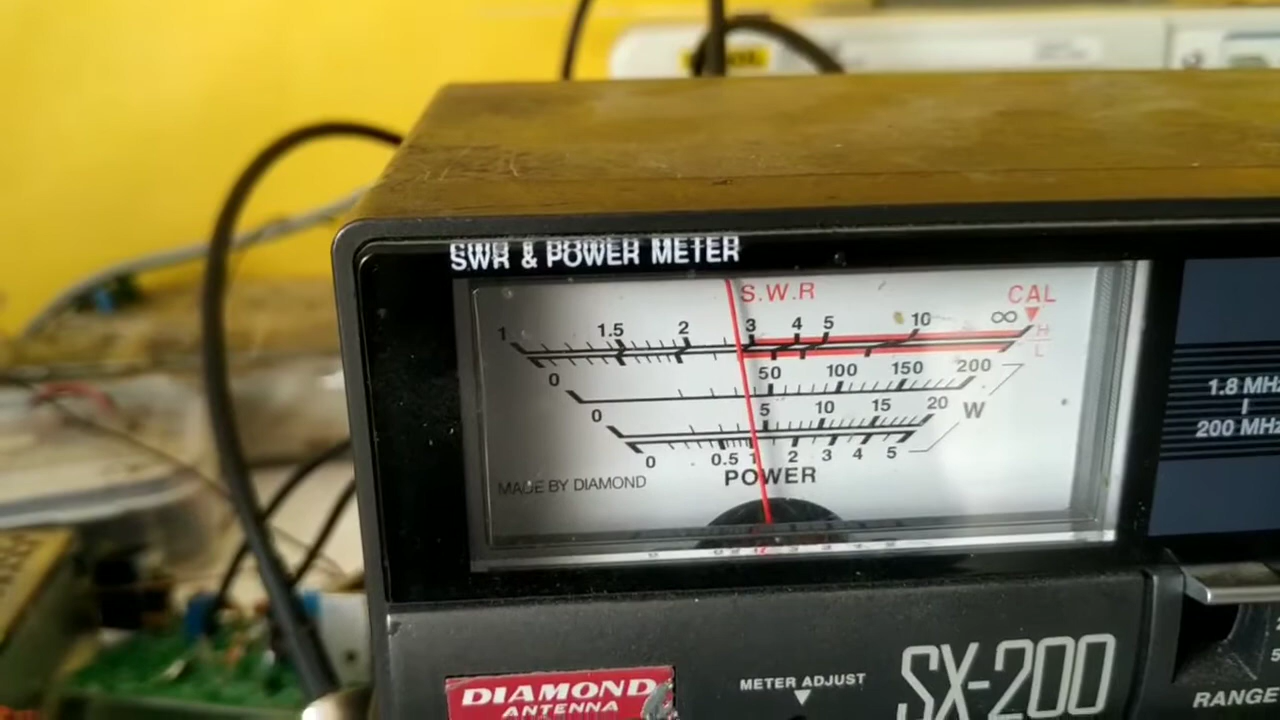 SWR & POWER METER
S.W.R
CAL
1 1.5 2 3 4 5 10 ∞
H
L
0 50 100 150 200
0 5 10 15 20
W
0 0.5 1 2 3 4 5
POWER
MADE BY DIAMOND
1.8 MHz
200 MHz
DIAMOND
ANTENNA
METER ADJUST
SX-200
RANGE